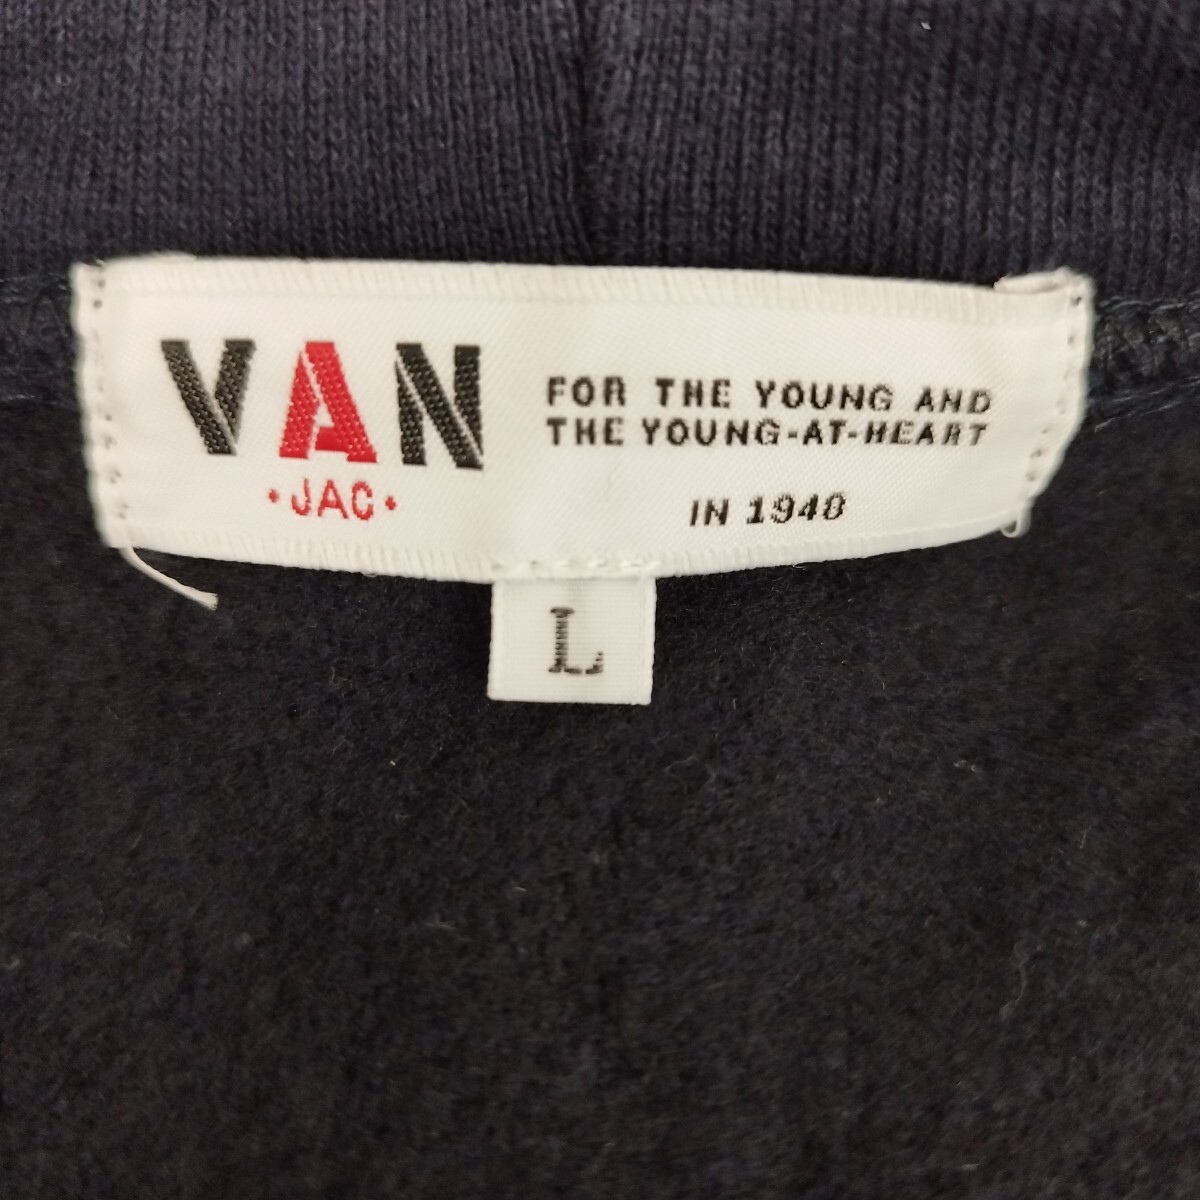 VAN
•JAC•
FOR THE YOUNG AND
THE YOUNG-AT-HEART
IN 1948
L